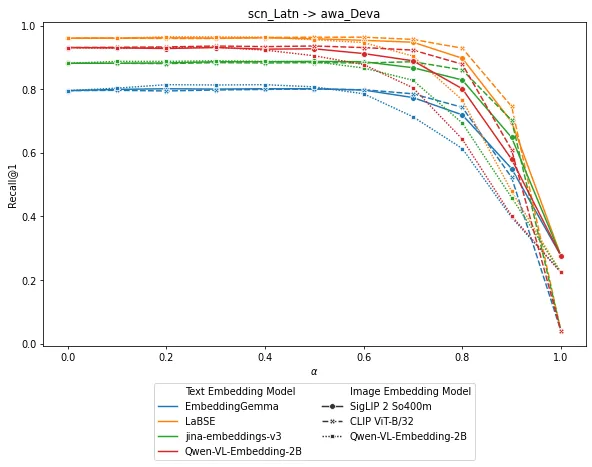 scn_Latn -> awa_Deva
1.0
0.8
0.6
0.4
0.2
0.0
Recall@1
0.0 0.2 0.4 0.6 0.8 1.0
α
Text Embedding Model
EmbeddingGemma
LaBSE
jina-embeddings-v3
Qwen-VL-Embedding-2B
Image Embedding Model
SigLIP 2 So400m
CLIP ViT-B/32
Qwen-VL-Embedding-2B